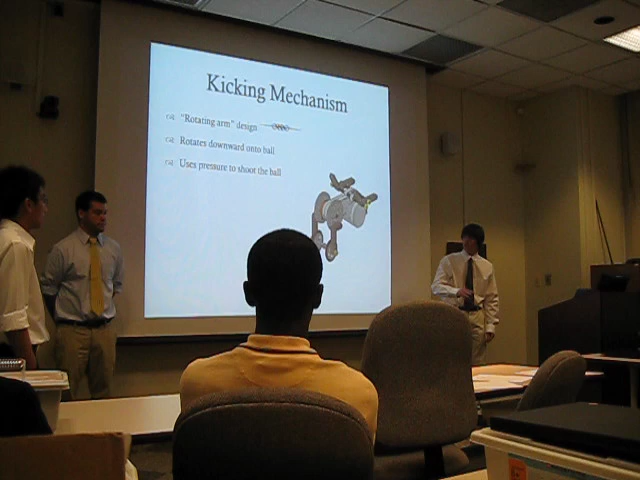 Kicking Mechanism
"Rotating arm" design
Rotates downward onto ball
Uses pressure to shoot the ball